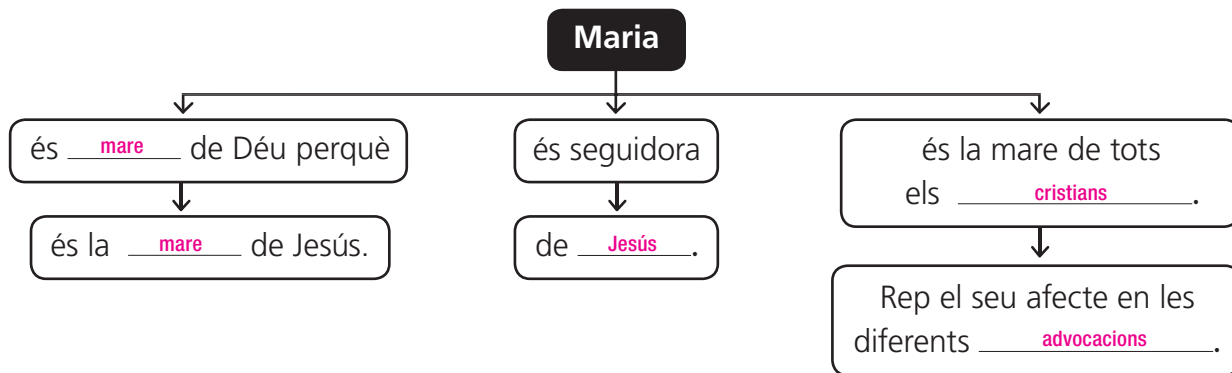 Maria
és mare de Déu perquè
és la mare de Jesús.
és seguidora
de Jesús.
és la mare de tots
els cristians.
Rep el seu afecte en les
diferents advocacions.